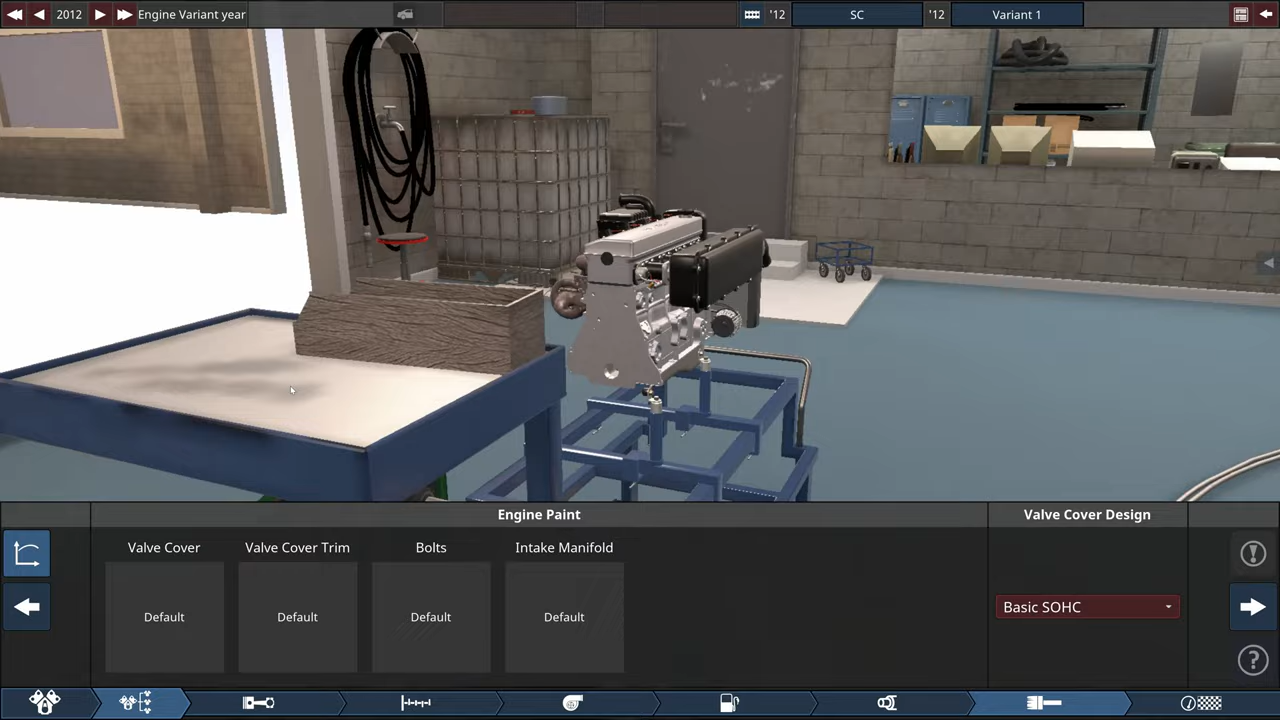 2012 Engine Variant year '12 SC '12 Variant 1
Engine Paint Valve Cover Design
Valve Cover Valve Cover Trim Bolts Intake Manifold
Default Default Default Default
Basic SOHC